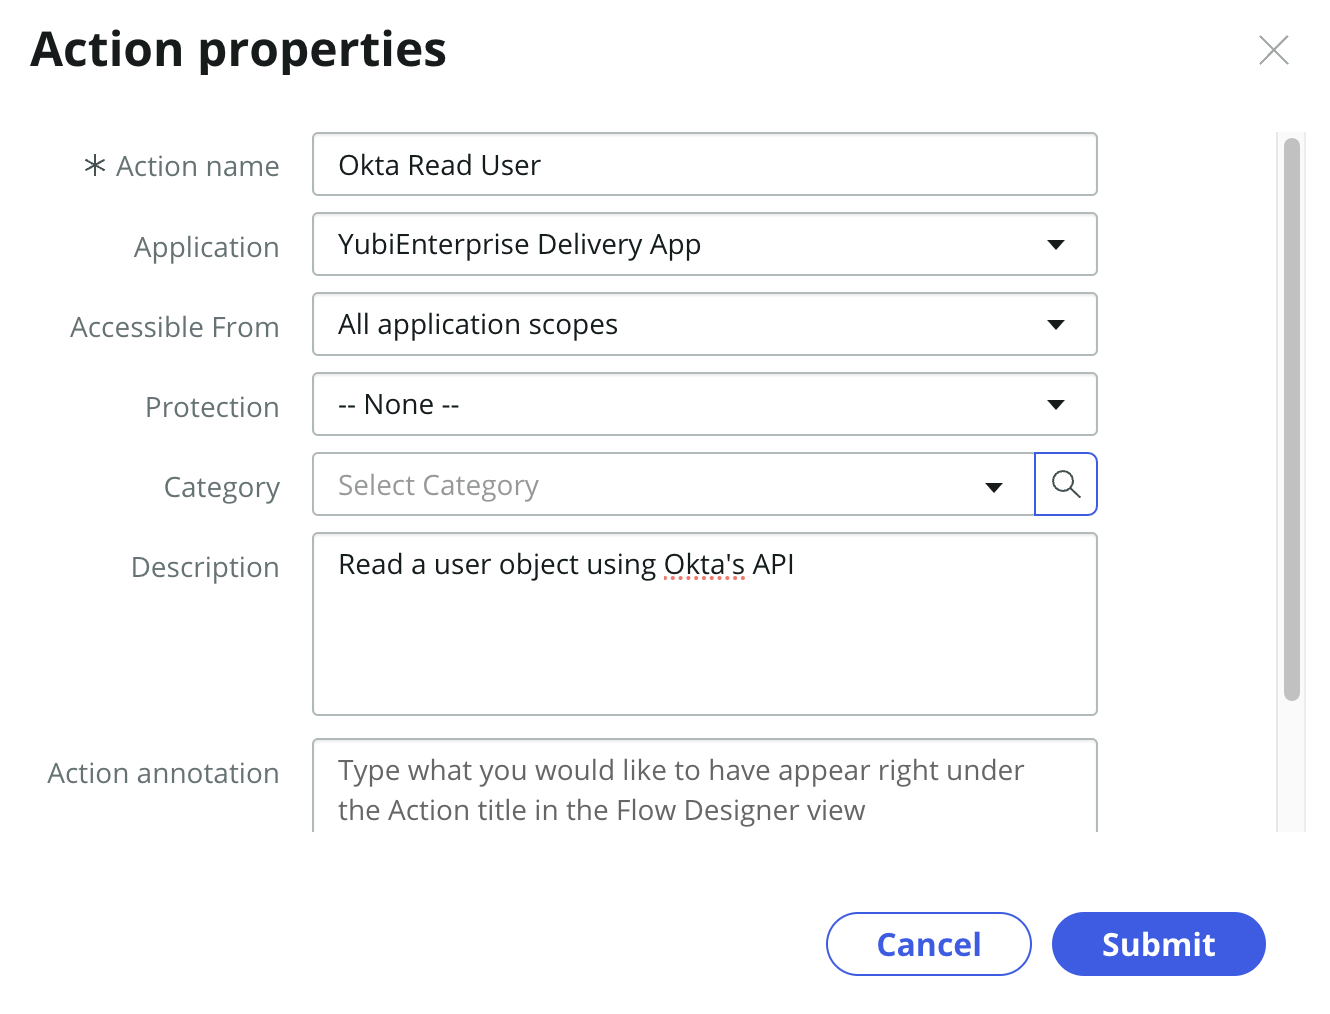 Action properties
* Action name
Okta Read User
Application
YubiEnterprise Delivery App
Accessible From
All application scopes
Protection
-- None --
Category
Select Category
Description
Read a user object using Okta's API
Action annotation
Type what you would like to have appear right under
the Action title in the Flow Designer view
Cancel
Submit